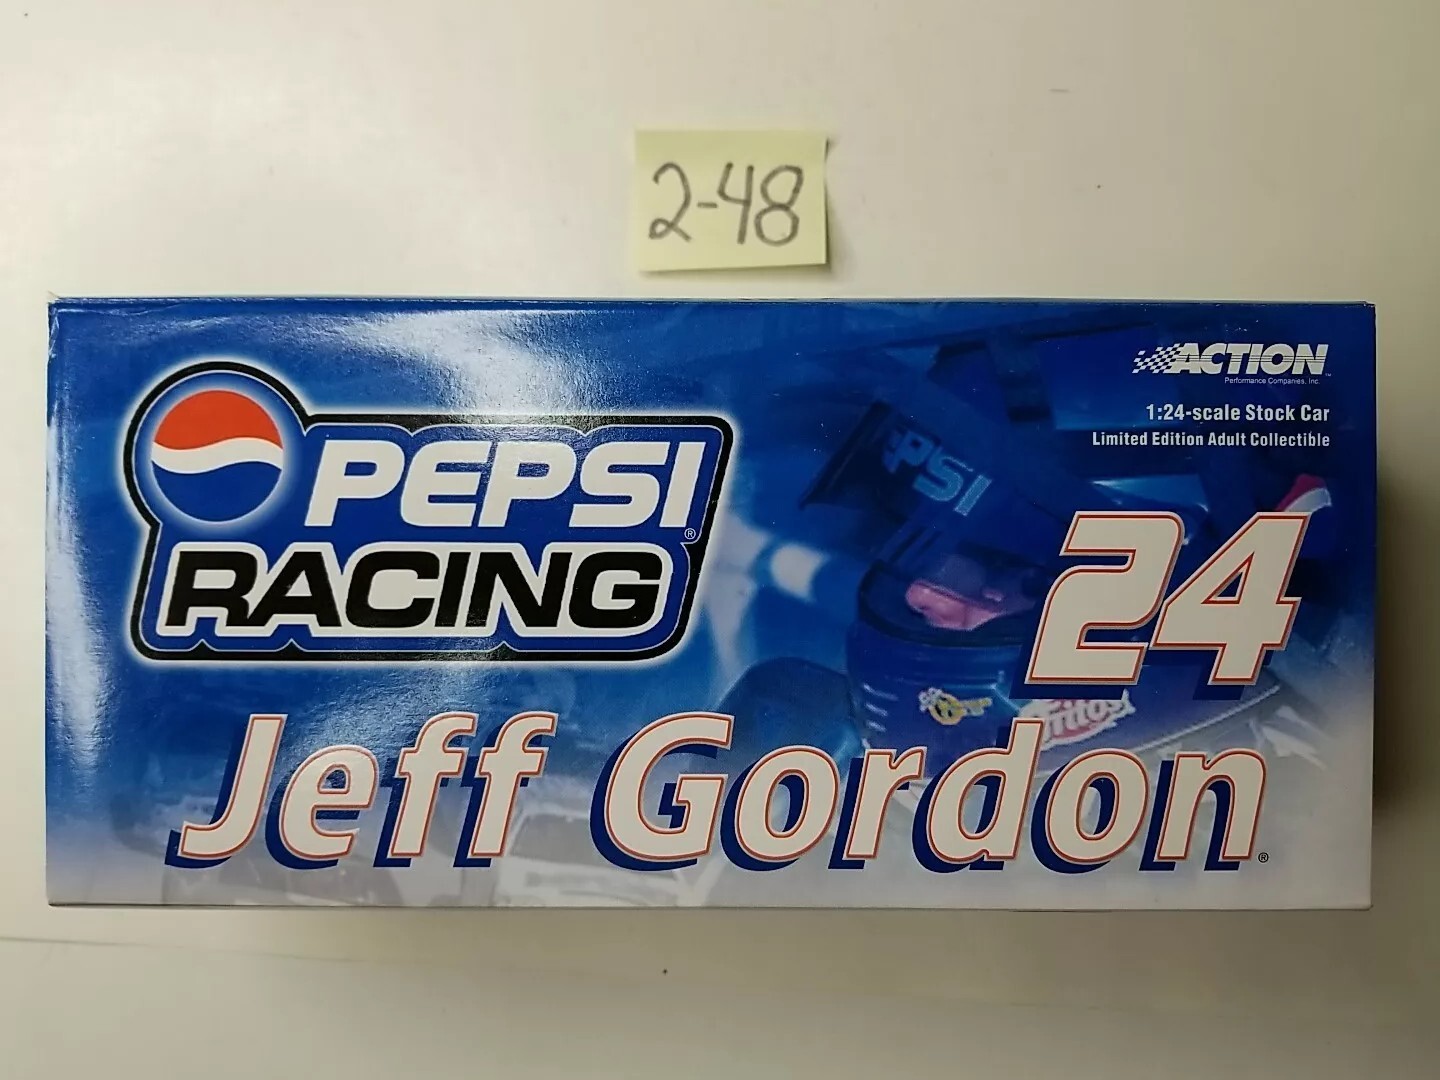 2-48
ACTION
Performance Companies, Inc.
1:24-scale Stock Car
Limited Edition Adult Collectible
PEPSI
RACING
PSI
24
Jeff Gordon